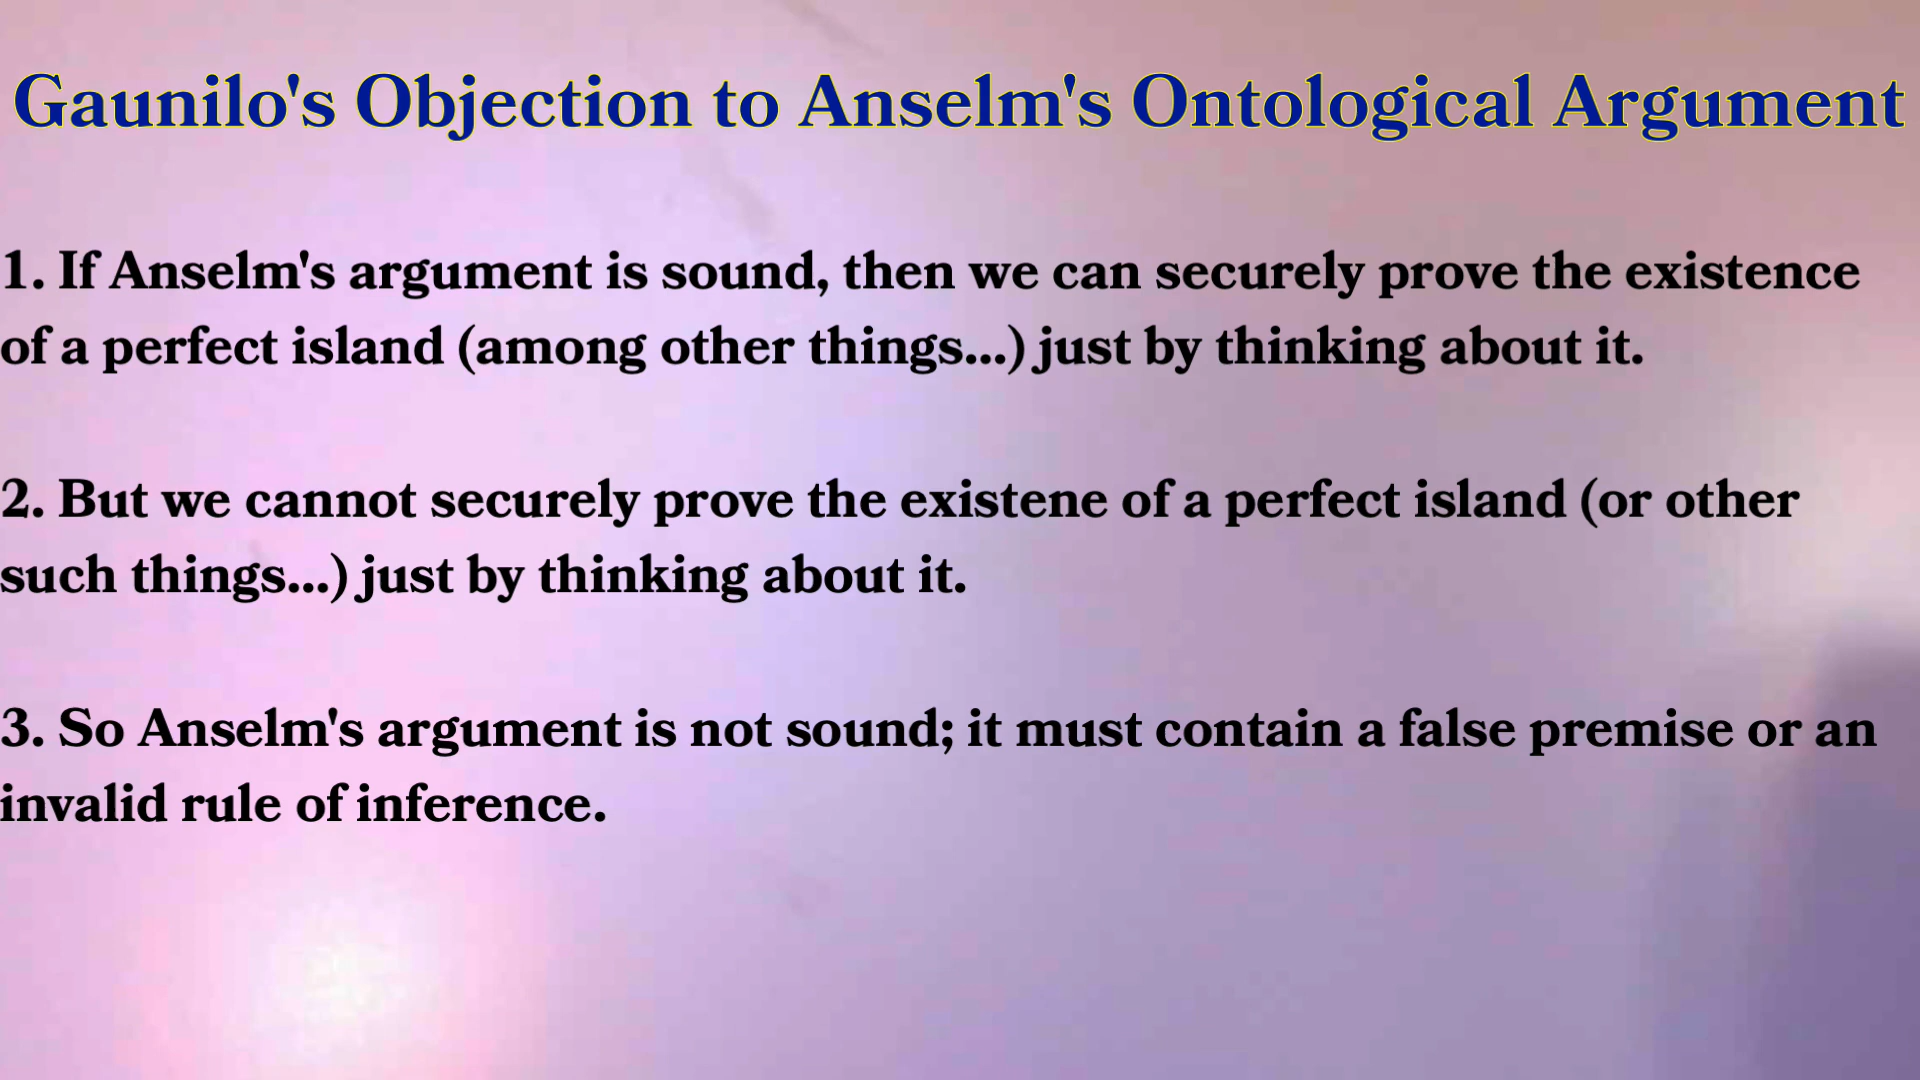 Gaunilo's Objection to Anselm's Ontological Argument
1. If Anselm's argument is sound, then we can securely prove the existence
of a perfect island (among other things...) just by thinking about it.
2. But we cannot securely prove the existene of a perfect island (or other
such things...) just by thinking about it.
3. So Anselm's argument is not sound; it must contain a false premise or an
invalid rule of inference.